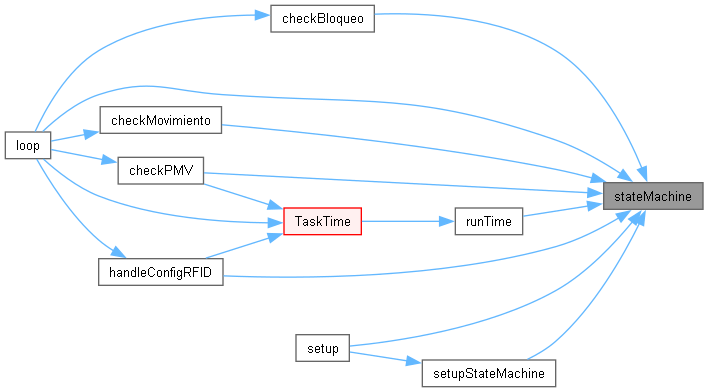 checkBloqueo
checkMovimiento
loop
checkPMV
stateMachine
TaskTime
runTime
handleConfigRFID
setup
setupStateMachine